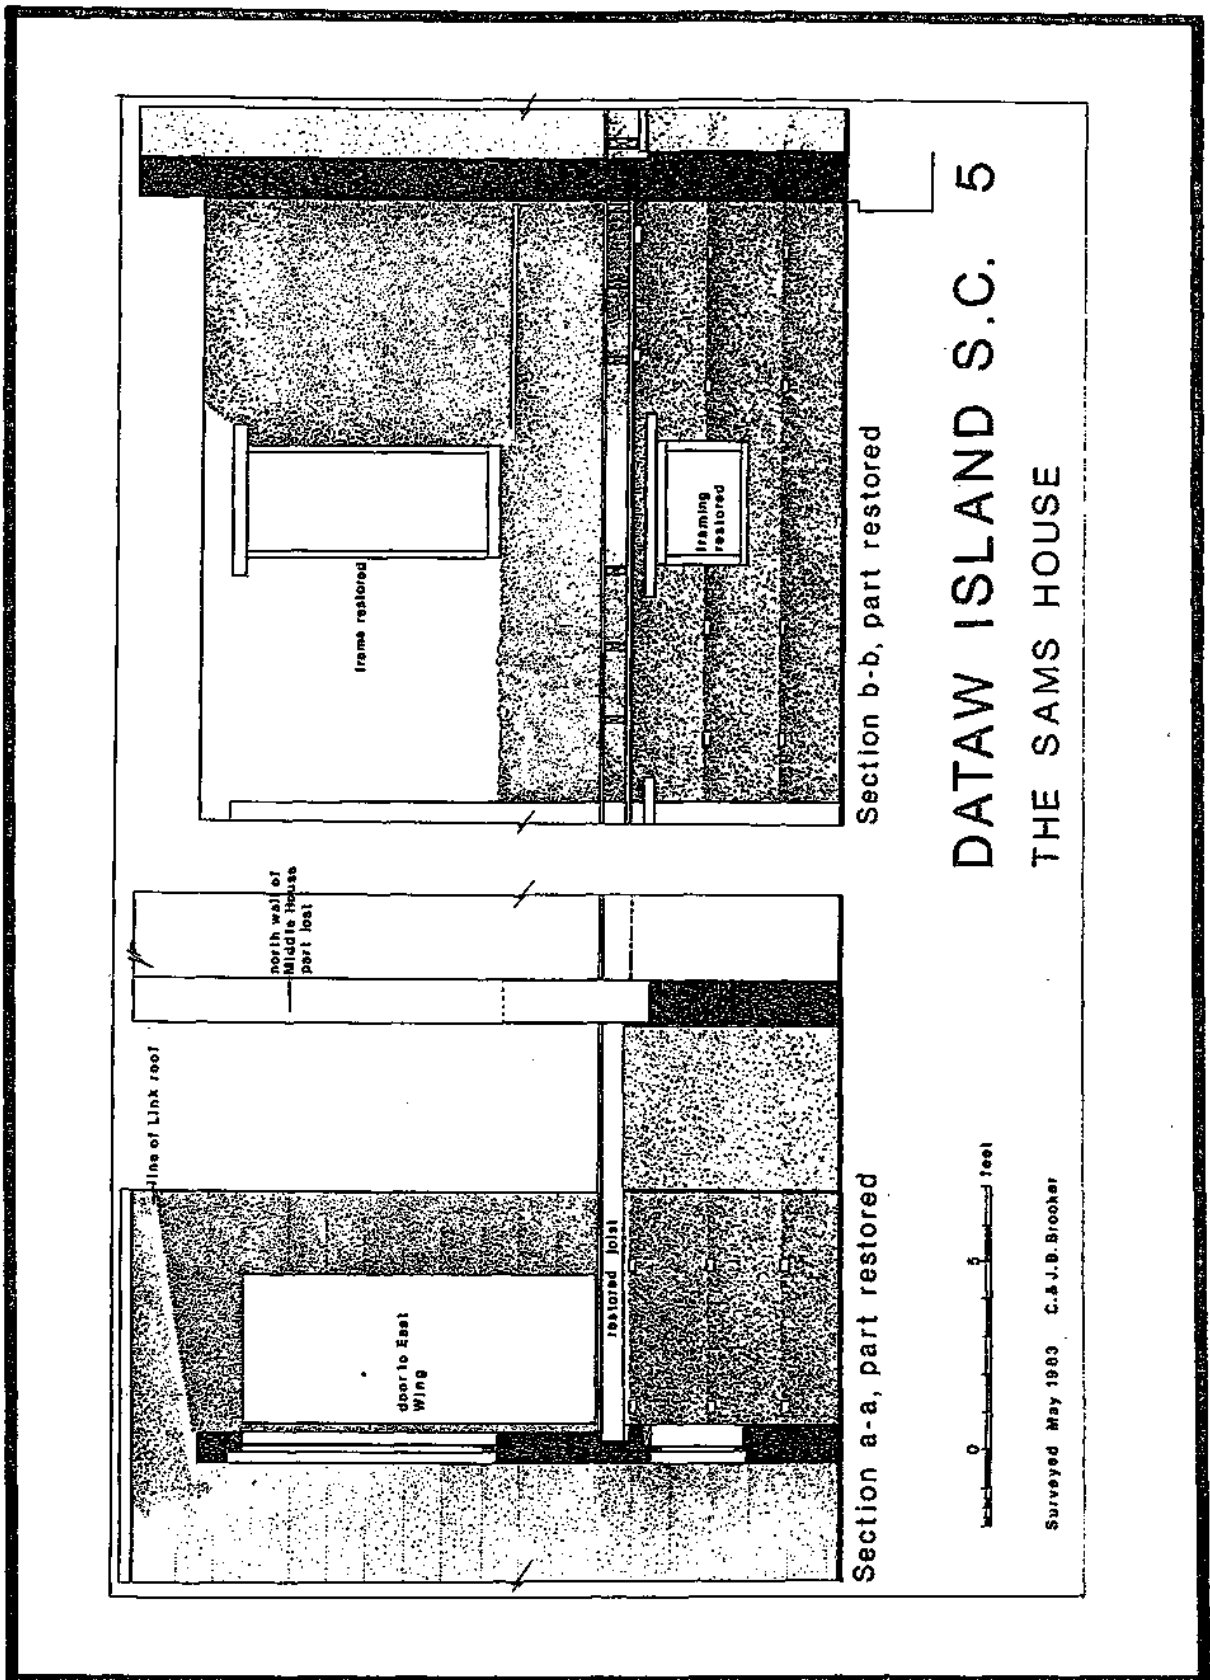 line of Link roof
north wall of
Middle House
part lost
door to East
Wing
restored joist
Section a-a, part restored
frame restored
framing
restored
Section b-b, part restored
0 5 feet
Surveyed May 1983 C.&J.D.Brooker
DATAW ISLAND S.C. 5
THE SAMS HOUSE